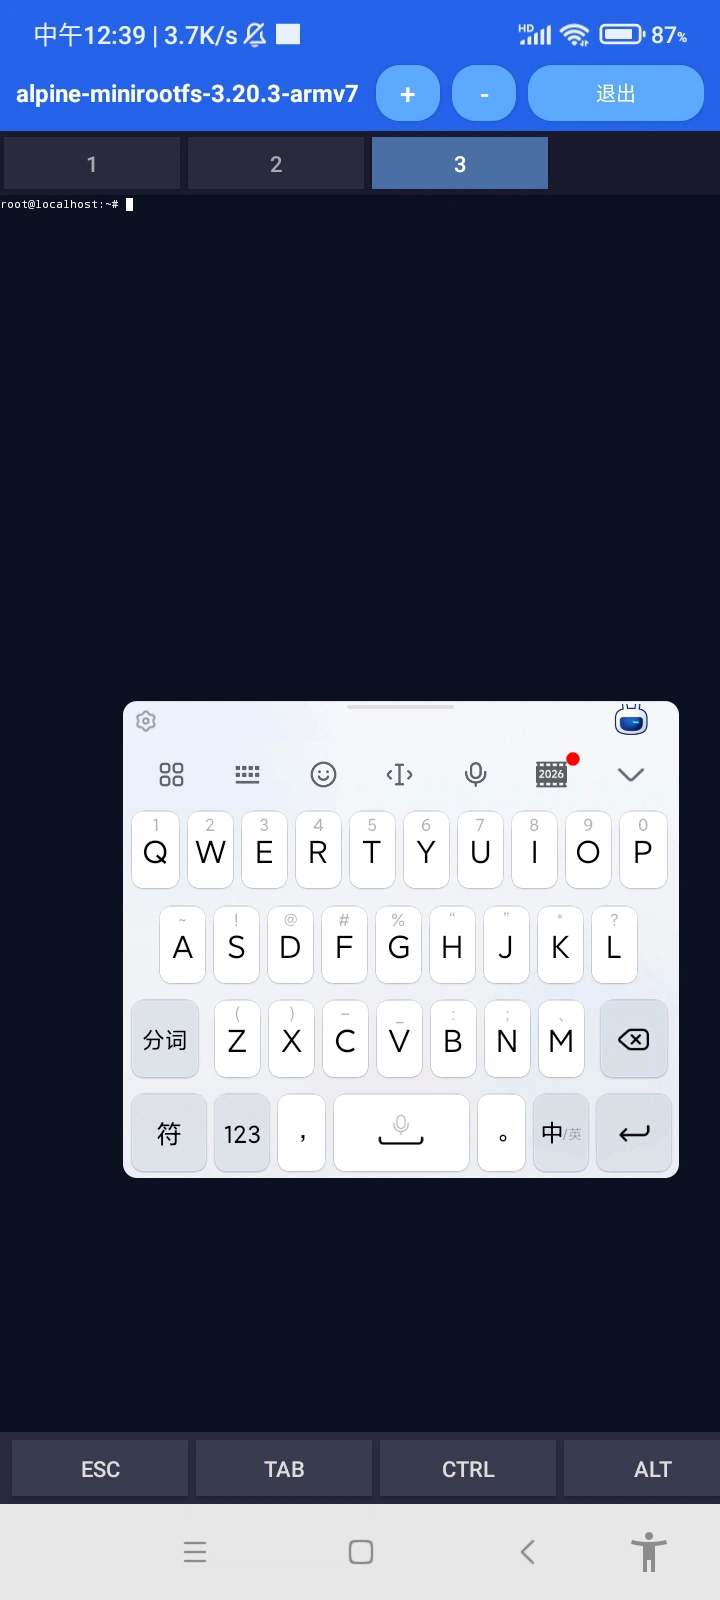 中午12:39 | 3.7K/s HD 87%
alpine-minirootfs-3.20.3-armv7 + - 退出
1 2 3
root@localhost:~#
2026
1 2 3 4 5 6 7 8 9 0
Q W E R T Y U I O P
~ ! @ # % “ ” * ?
A S D F G H J K L
( ) – _ : ; 、
分词 Z X C V B N M
符 123 , 。 中/英
ESC TAB CTRL ALT